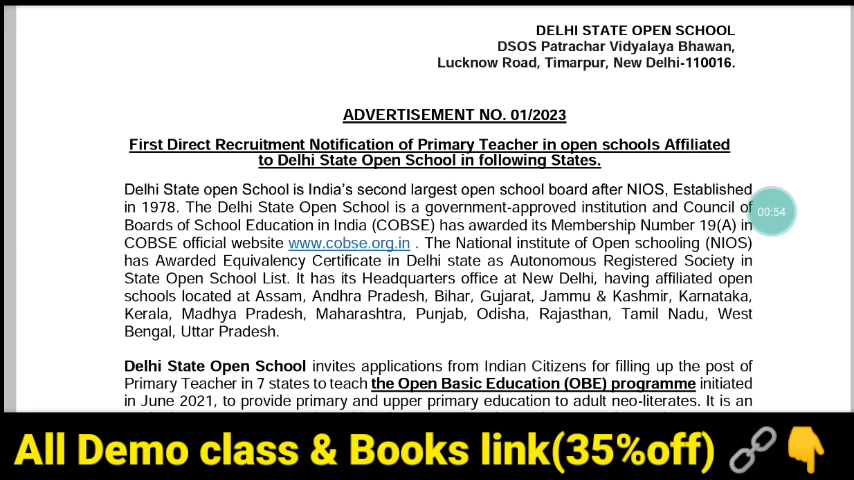 DELHI STATE OPEN SCHOOL
DSOS Patrachar Vidyalaya Bhawan,
Lucknow Road, Timarpur, New Delhi-110016.
ADVERTISEMENT NO. 01/2023
First Direct Recruitment Notification of Primary Teacher in open schools Affiliated
to Delhi State Open School in following States.
Delhi State open School is India's second largest open school board after NIOS, Established
in 1978. The Delhi State Open School is a government-approved institution and Council of
Boards of School Education in India (COBSE) has awarded its Membership Number 19(A) in
COBSE official website www.cobse.org.in . The National institute of Open schooling (NIOS)
has Awarded Equivalency Certificate in Delhi state as Autonomous Registered Society in
State Open School List. It has its Headquarters office at New Delhi, having affiliated open
schools located at Assam, Andhra Pradesh, Bihar, Gujarat, Jammu & Kashmir, Karnataka,
Kerala, Madhya Pradesh, Maharashtra, Punjab, Odisha, Rajasthan, Tamil Nadu, West
Bengal, Uttar Pradesh.
00:54
Delhi State Open School invites applications from Indian Citizens for filling up the post of
Primary Teacher in 7 states to teach the Open Basic Education (OBE) programme initiated
in June 2021, to provide primary and upper primary education to adult neo-literates. It is an
All Demo class & Books link(35%off)